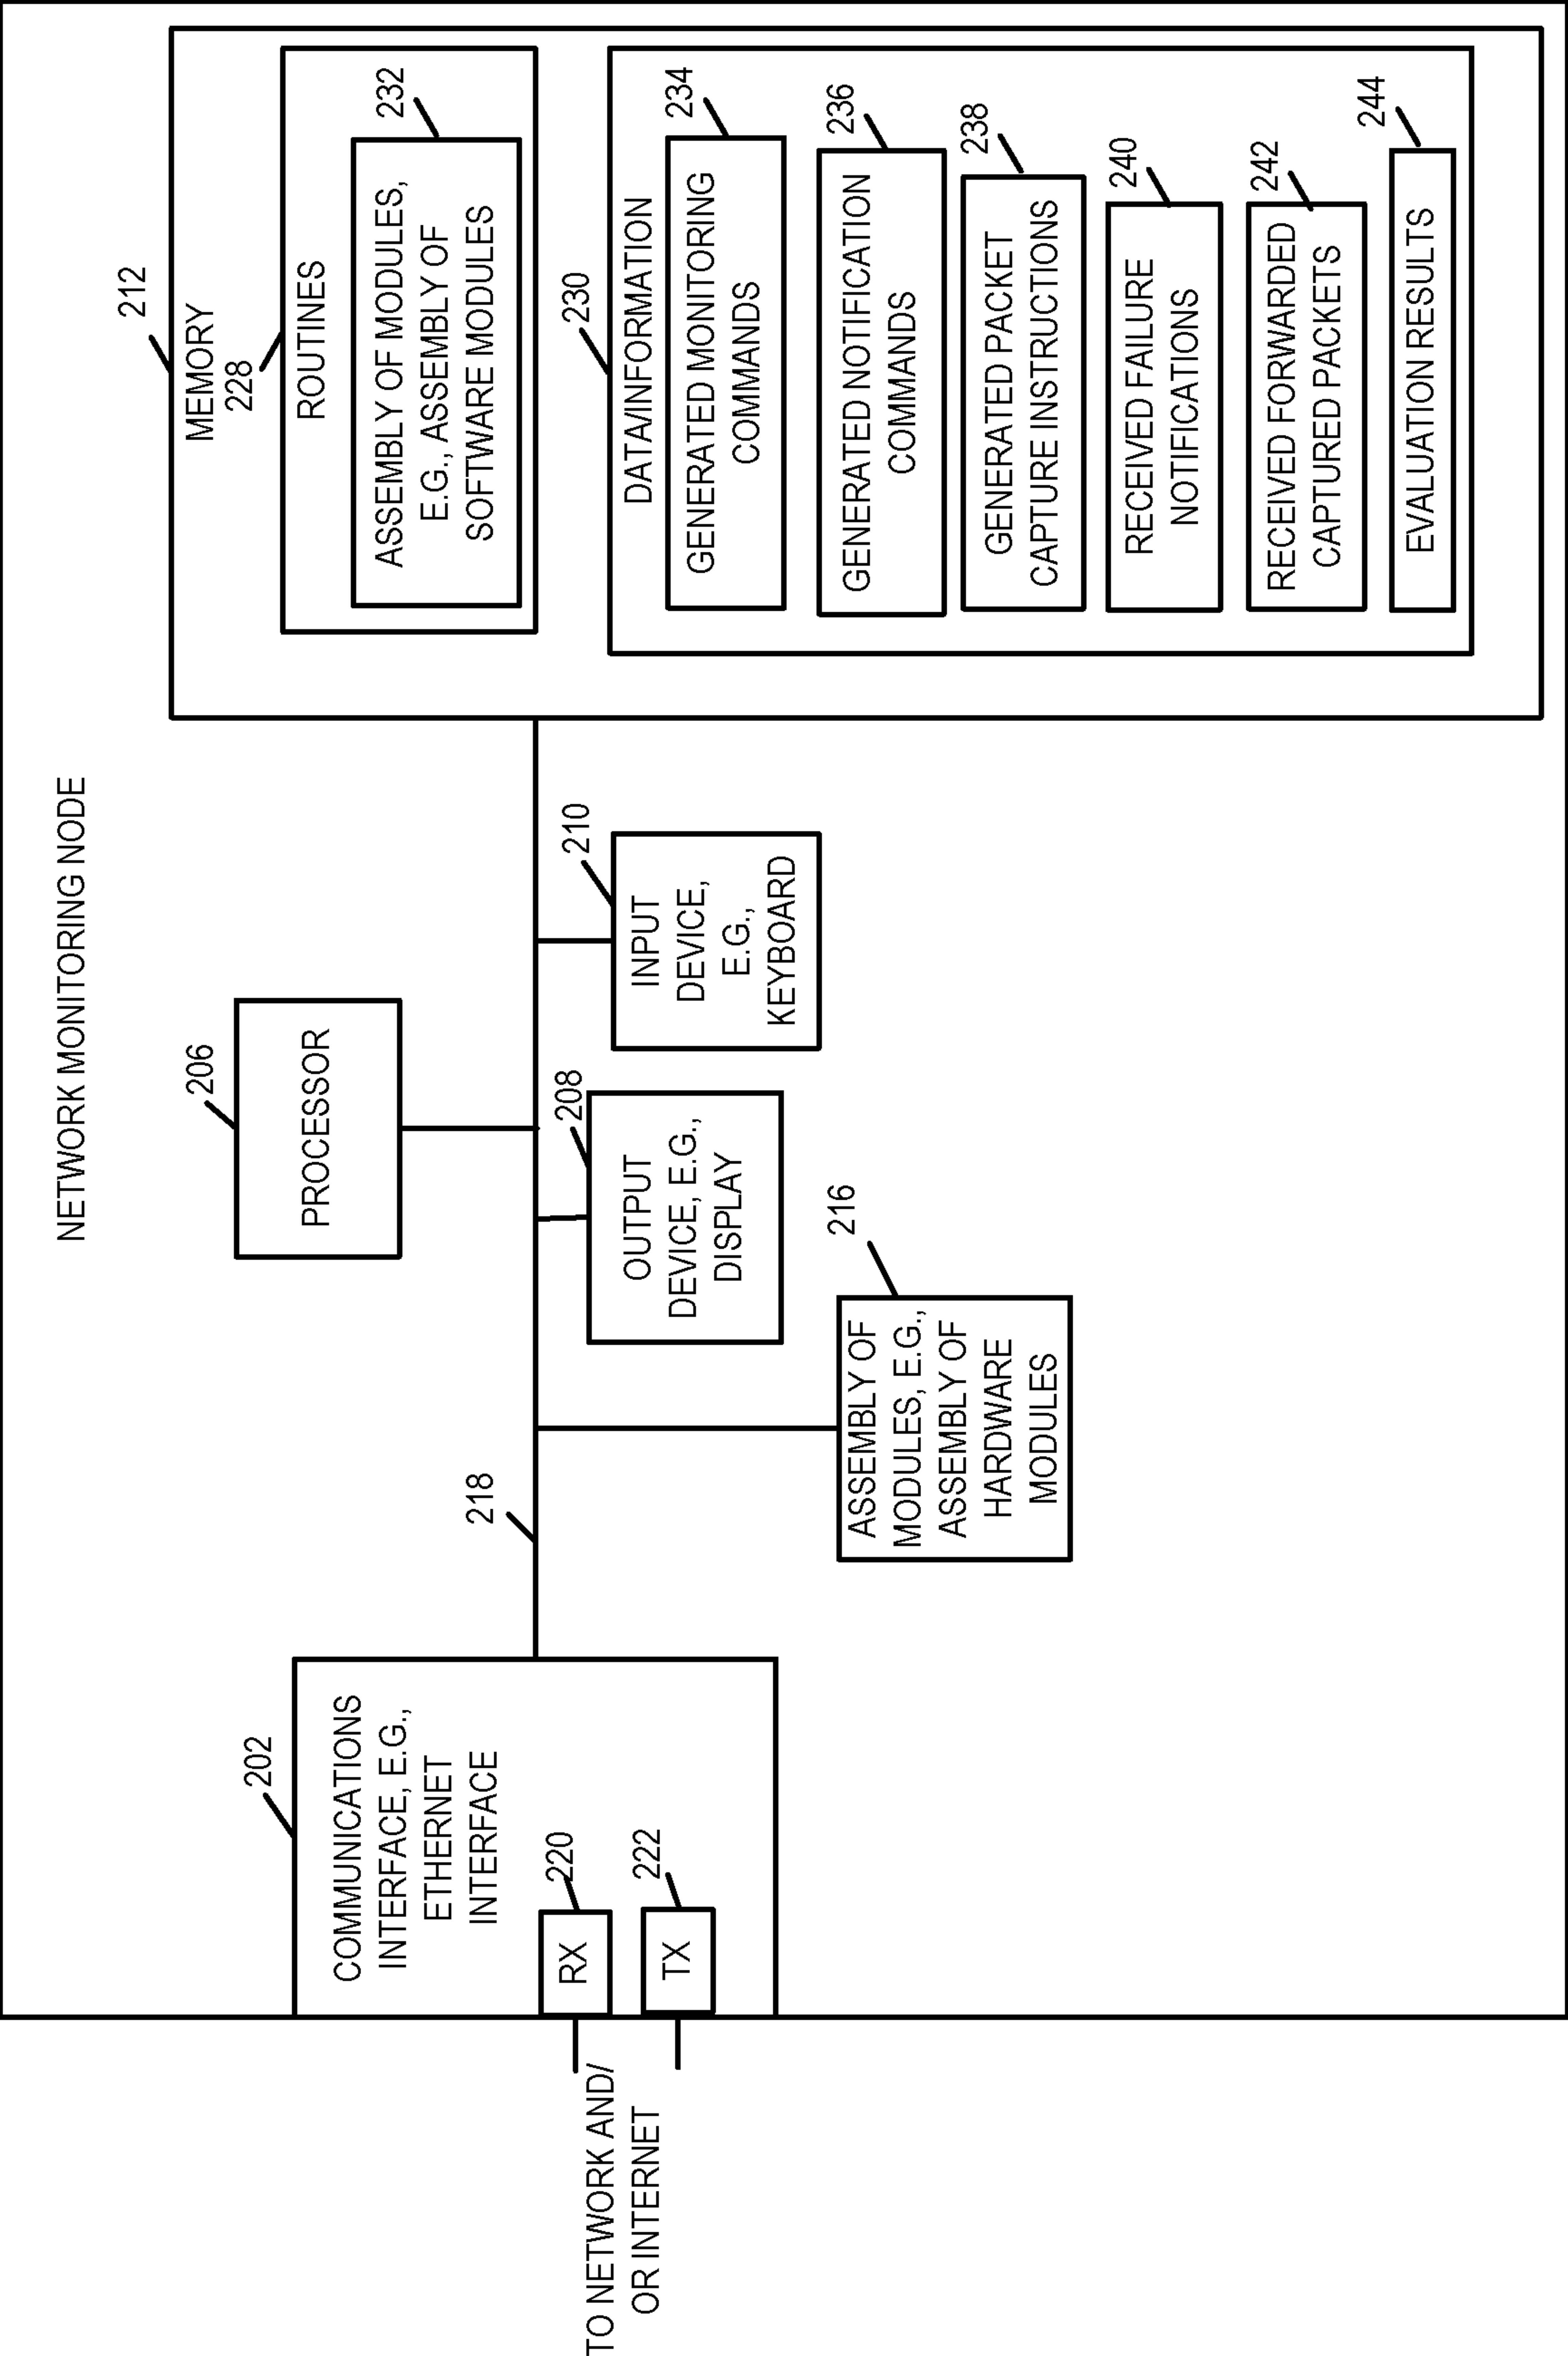 NETWORK MONITORING NODE
202
COMMUNICATIONS
INTERFACE, E.G.,
ETHERNET
INTERFACE
220
RX
222
TX
TO NETWORK AND/
OR INTERNET
218
206
PROCESSOR
208
OUTPUT
DEVICE, E.G.,
DISPLAY
210
INPUT
DEVICE,
E.G.,
KEYBOARD
216
ASSEMBLY OF
MODULES, E.G.,
ASSEMBLY OF
HARDWARE
MODULES
212
MEMORY
228
ROUTINES
232
ASSEMBLY OF MODULES,
E.G., ASSEMBLY OF
SOFTWARE MODULES
230
DATA/INFORMATION
234
GENERATED MONITORING
COMMANDS
236
GENERATED NOTIFICATION
COMMANDS
238
GENERATED PACKET
CAPTURE INSTRUCTIONS
240
RECEIVED FAILURE
NOTIFICATIONS
242
RECEIVED FORWARDED
CAPTURED PACKETS
244
EVALUATION RESULTS